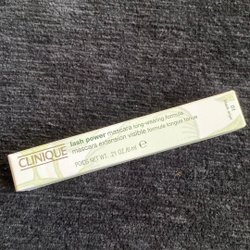 CLINIQUE
lash power mascara long-wearing formula
mascara extension visible formule longue tenue
POIDS NET WT. .21 OZ./6 ml ℮
01